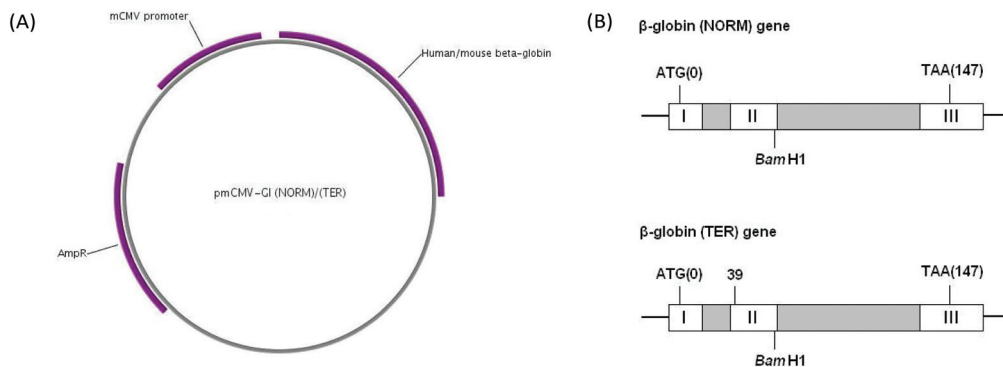 (A)
mCMV promoter
Human/mouse beta-globin
pmCMV-GI (NORM)/(TER)
AmpR
(B)
β-globin (NORM) gene
ATG(0) TAA(147)
I II III
BamH1
β-globin (TER) gene
ATG(0) 39 TAA(147)
I II III
BamH1